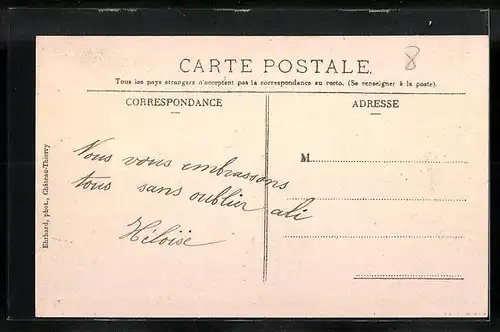 8
CARTE POSTALE.
Tous les pays étrangers n'acceptent pas la correspondance au recto. (Se renseigner à la poste).
CORRESPONDANCE
ADRESSE
Nous vous embrassons
tous sans oublier ali
Héloïse
M
Ehrhard, phot., Château-Thierry